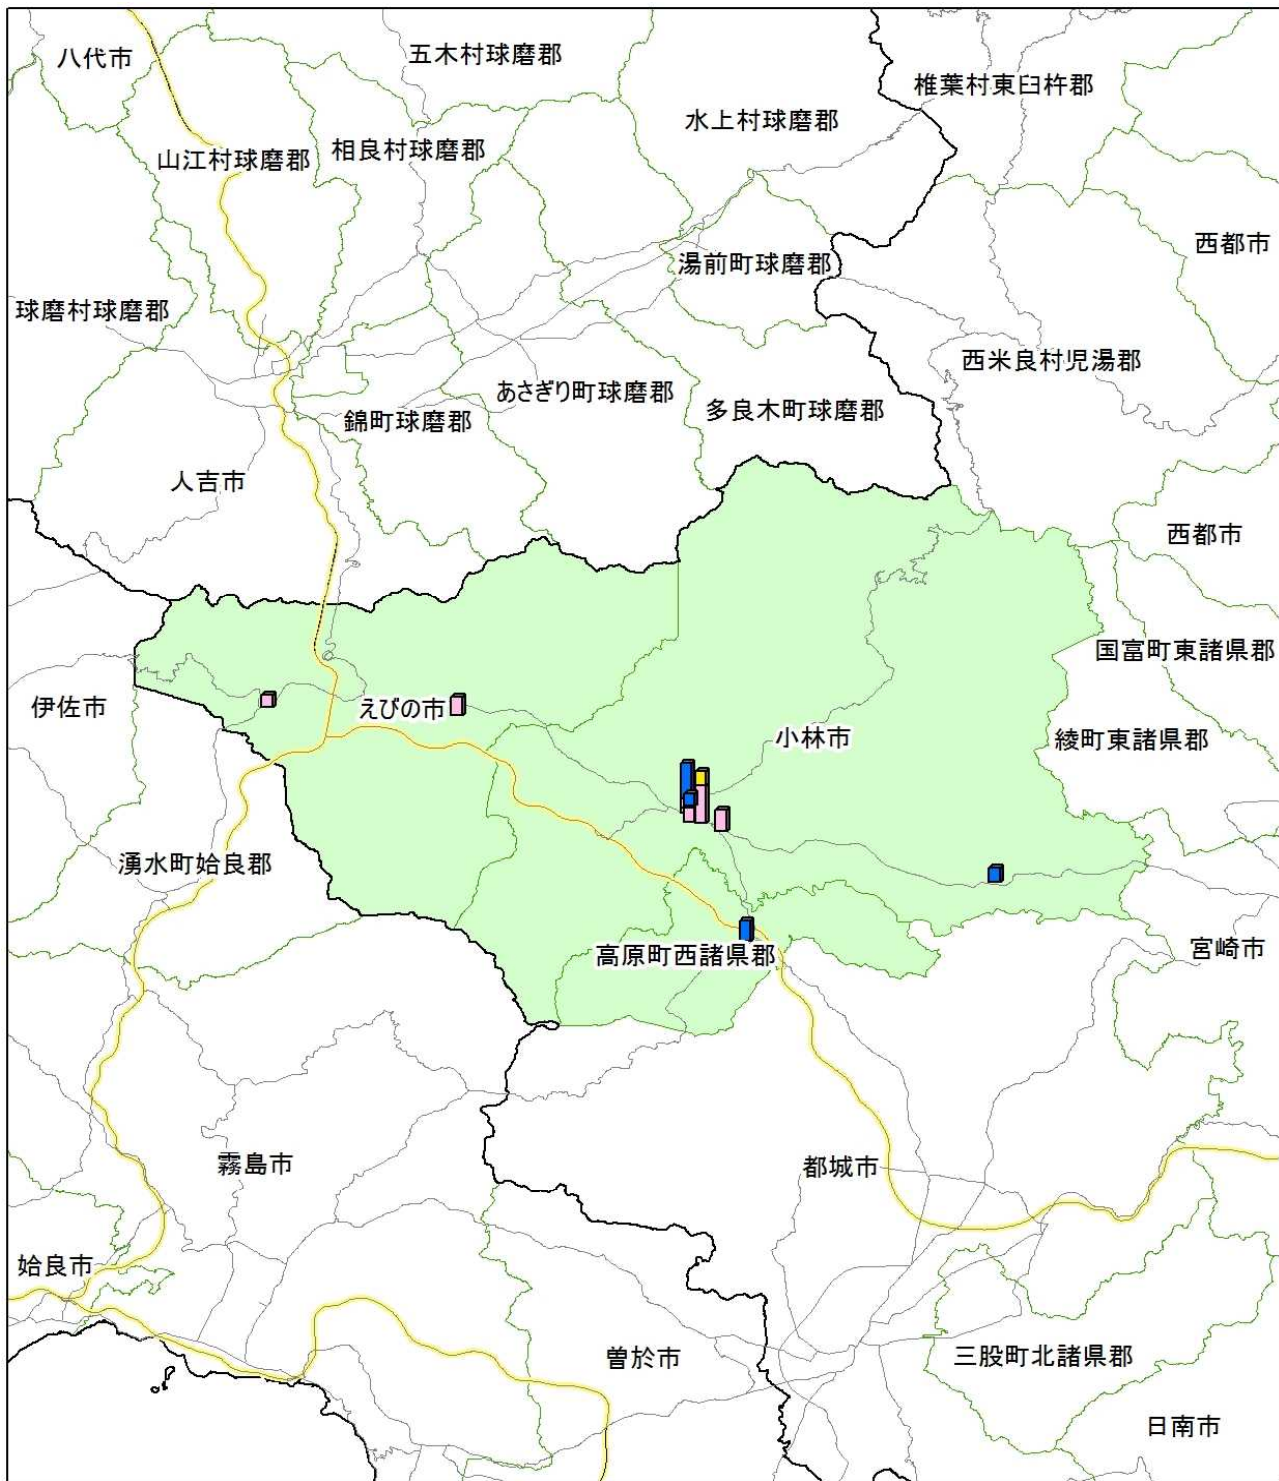 五木村球磨郡
八代市
椎葉村東臼杵郡
水上村球磨郡
相良村球磨郡
山江村球磨郡
西都市
湯前町球磨郡
球磨村球磨郡
西米良村児湯郡
あさぎり町球磨郡
多良木町球磨郡
錦町球磨郡
人吉市
西都市
国富町東諸県郡
伊佐市
えびの市
小林市
綾町東諸県郡
湧水町姶良郡
宮崎市
高原町西諸県郡
霧島市
都城市
姶良市
曽於市
三股町北諸県郡
日南市